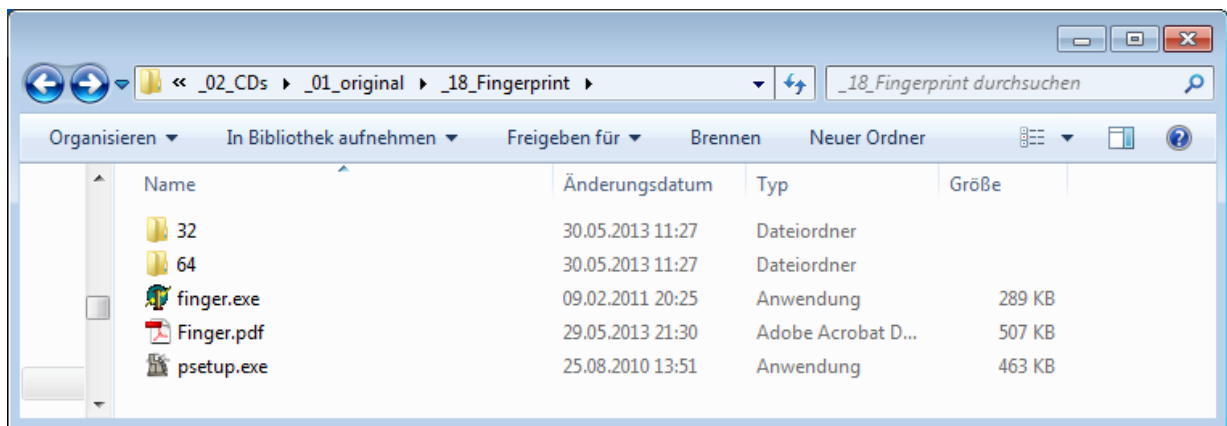 « _02_CDs _01_original _18_Fingerprint _18_Fingerprint durchsuchen
Organisieren In Bibliothek aufnehmen Freigeben für Brennen Neuer Ordner
Name Änderungsdatum Typ Größe
32 30.05.2013 11:27 Dateiordner
64 30.05.2013 11:27 Dateiordner
finger.exe 09.02.2011 20:25 Anwendung 289 KB
Finger.pdf 29.05.2013 21:30 Adobe Acrobat D... 507 KB
psetup.exe 25.08.2010 13:51 Anwendung 463 KB